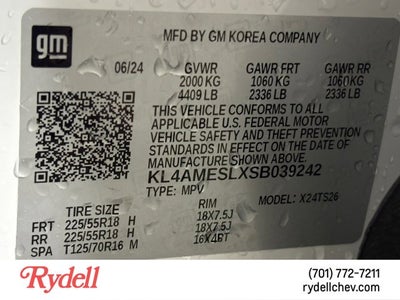 gm
MFD BY GM KOREA COMPANY
06/24 GVWR GAWR FRT GAWR RR
2000 KG 1060 KG 1060 KG
4409 LB 2336 LB 2336 LB
THIS VEHICLE CONFORMS TO ALL
APPLICABLE U.S. FEDERAL MOTOR
VEHICLE SAFETY AND THEFT PREVENTION
STANDARDS IN EFFECT ON THE DATE OF
MANUFACTURE SHOWN ABOVE.
KL4AMESLXSB039242
TYPE: MPV MODEL: X24TS26
TIRE SIZE RIM
FRT 225/55R18 H 18X7.5J
RR 225/55R18 H 18X7.5J
SPA T125/70R16 M 16X4BT
Rydell
(701) 772-7211
rydellchev.com